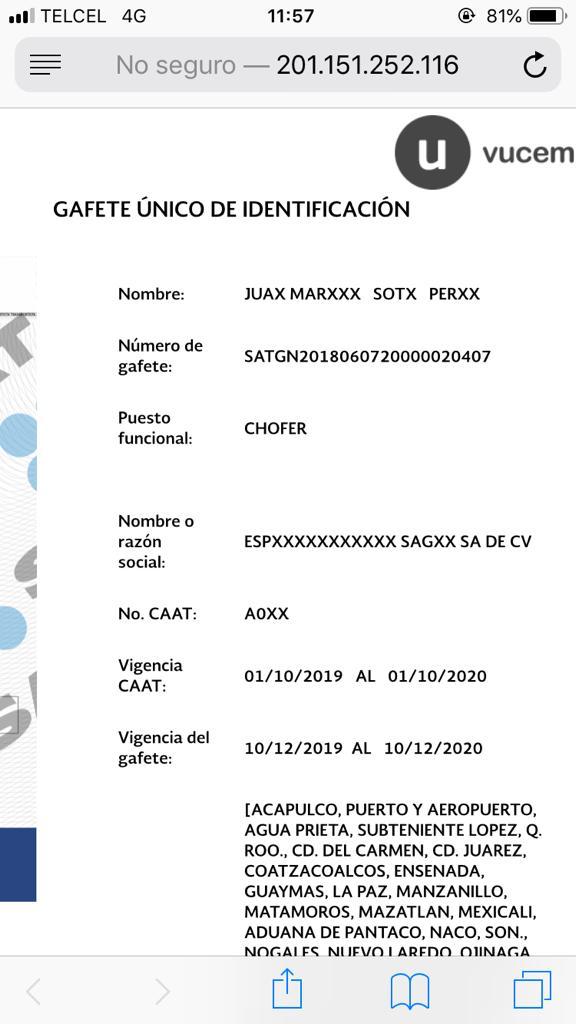 TELCEL 4G 11:57 81%
No seguro — 201.151.252.116
u vucem
GAFETE ÚNICO DE IDENTIFICACIÓN
Nombre: JUAX MARXXX SOTX PERXX
Número de
gafete: SATGN2018060720000020407
Puesto
funcional: CHOFER
Nombre o
razón
social: ESPXXXXXXXXXXX SAGXX SA DE CV
No. CAAT: A0XX
Vigencia
CAAT: 01/10/2019 AL 01/10/2020
Vigencia del
gafete: 10/12/2019 AL 10/12/2020
[ACAPULCO, PUERTO Y AEROPUERTO,
AGUA PRIETA, SUBTENIENTE LOPEZ, Q.
ROO., CD. DEL CARMEN, CD. JUAREZ,
COATZACOALCOS, ENSENADA,
GUAYMAS, LA PAZ, MANZANILLO,
MATAMOROS, MAZATLAN, MEXICALI,
ADUANA DE PANTACO, NACO, SON.,
NOGALES, NUEVO LAREDO, OJINAGA,